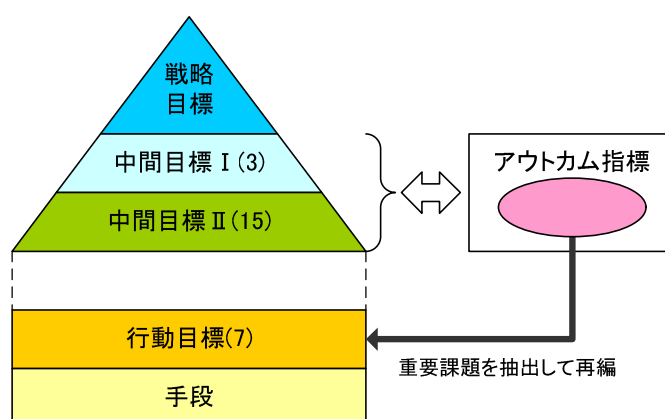 戦略
目標
中間目標Ⅰ(3)
中間目標Ⅱ(15)
アウトカム指標
行動目標(7)
重要課題を抽出して再編
手段